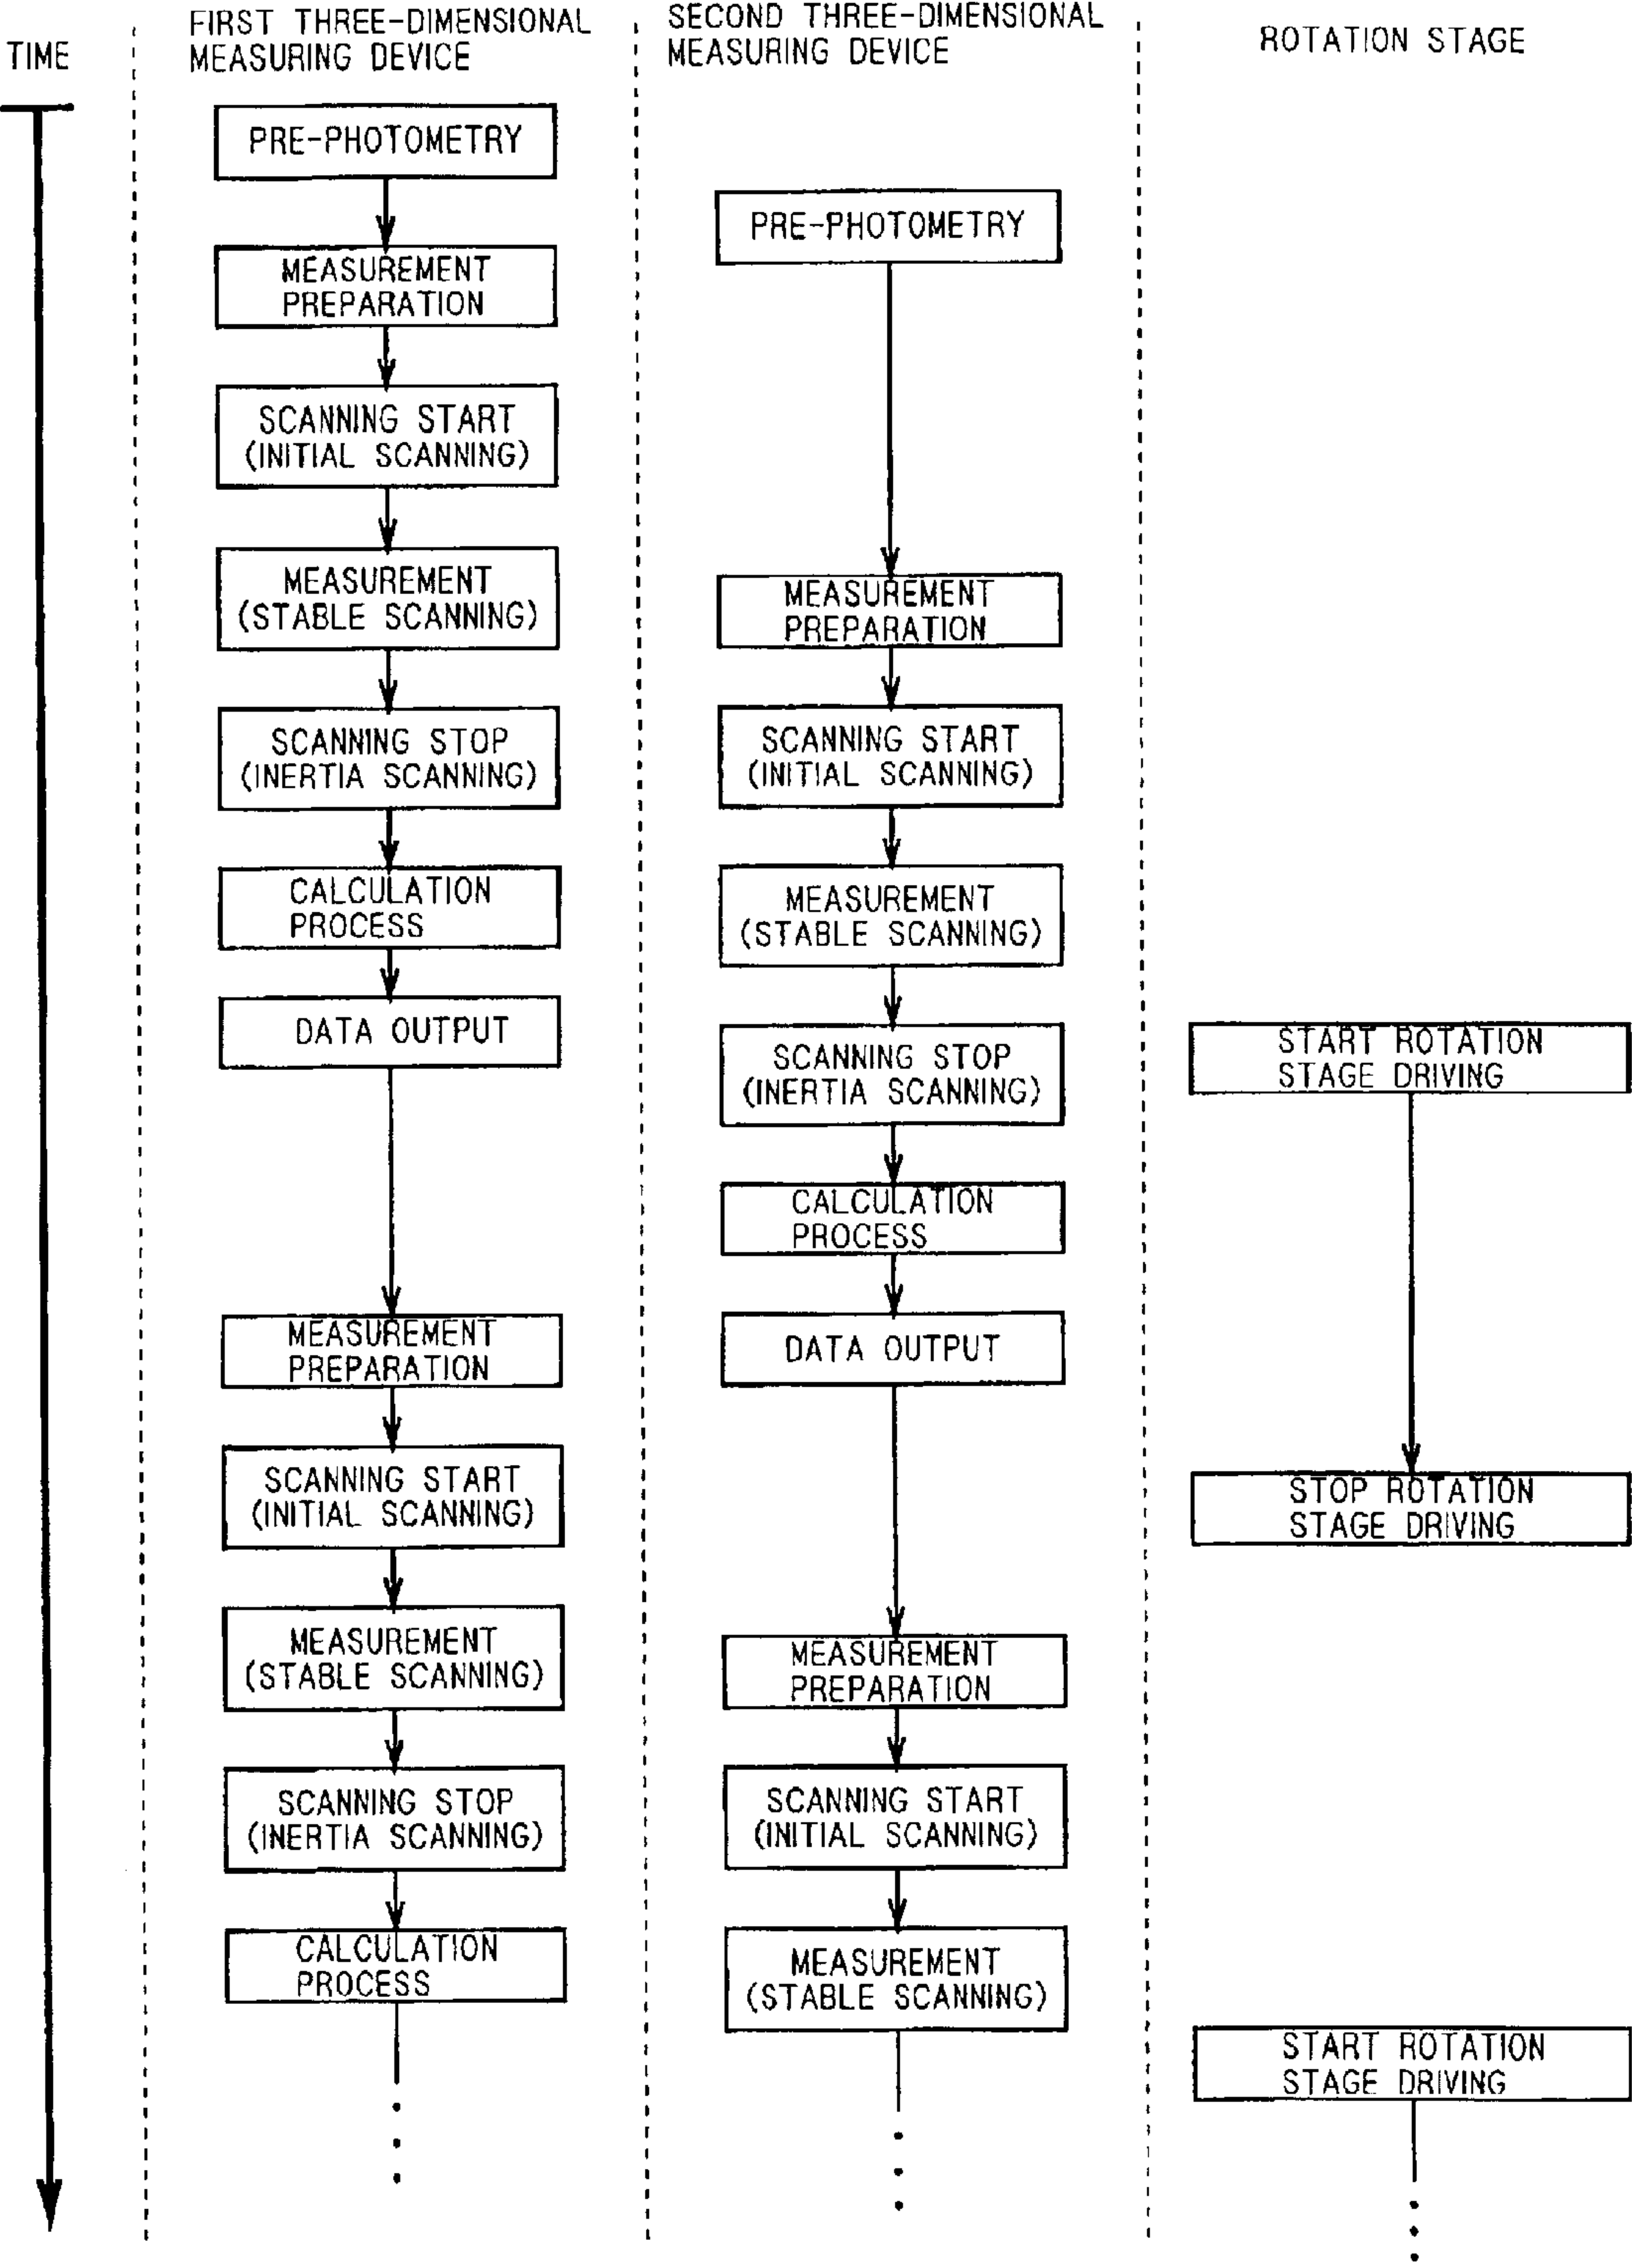 TIME
FIRST THREE-DIMENSIONAL
MEASURING DEVICE
SECOND THREE-DIMENSIONAL
MEASURING DEVICE
ROTATION STAGE
PRE-PHOTOMETRY
MEASUREMENT
PREPARATION
SCANNING START
(INITIAL SCANNING)
MEASUREMENT
(STABLE SCANNING)
SCANNING STOP
(INERTIA SCANNING)
CALCULATION
PROCESS
DATA OUTPUT
MEASUREMENT
PREPARATION
SCANNING START
(INITIAL SCANNING)
MEASUREMENT
(STABLE SCANNING)
SCANNING STOP
(INERTIA SCANNING)
CALCULATION
PROCESS
PRE-PHOTOMETRY
MEASUREMENT
PREPARATION
SCANNING START
(INITIAL SCANNING)
MEASUREMENT
(STABLE SCANNING)
SCANNING STOP
(INERTIA SCANNING)
CALCULATION
PROCESS
DATA OUTPUT
MEASUREMENT
PREPARATION
SCANNING START
(INITIAL SCANNING)
MEASUREMENT
(STABLE SCANNING)
START ROTATION
STAGE DRIVING
STOP ROTATION
STAGE DRIVING
START ROTATION
STAGE DRIVING